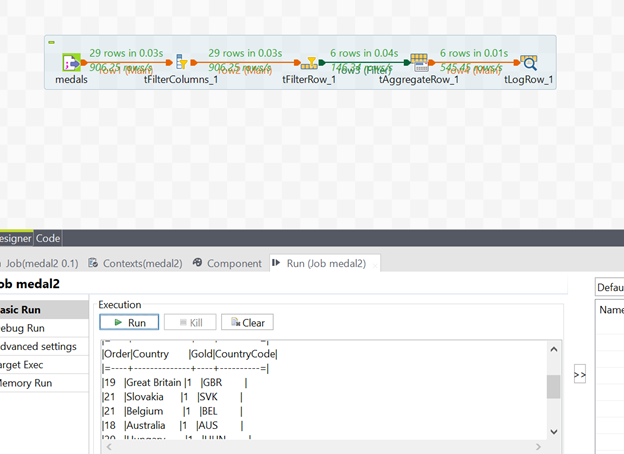 29 rows in 0.03s 29 rows in 0.03s 6 rows in 0.04s 6 rows in 0.01s
906.25 rows/s 906.25 rows/s 146.34 rows/s 545.45 rows/s
row1 (Main) row2 (Main) row3 (Filter) row4 (Main)
medals tFilterColumns_1 tFilterRow_1 tAggregateRow_1 tLogRow_1
esigner Code
Job(medal2 0.1) Contexts(medal2) Component Run (Job medal2)
ob medal2
Defau
asic Run Execution
Name
ebug Run Run Kill Clear
dvanced settings
arget Exec
Memory Run
|Order|Country |Gold|CountryCode|
|=----+-------------+----+----------=|
|19 |Great Britain |1 |GBR |
|21 |Slovakia |1 |SVK |
|21 |Belgium |1 |BEL |
|18 |Australia |1 |AUS |
|20 |Hungary |1 |HUN |
>>